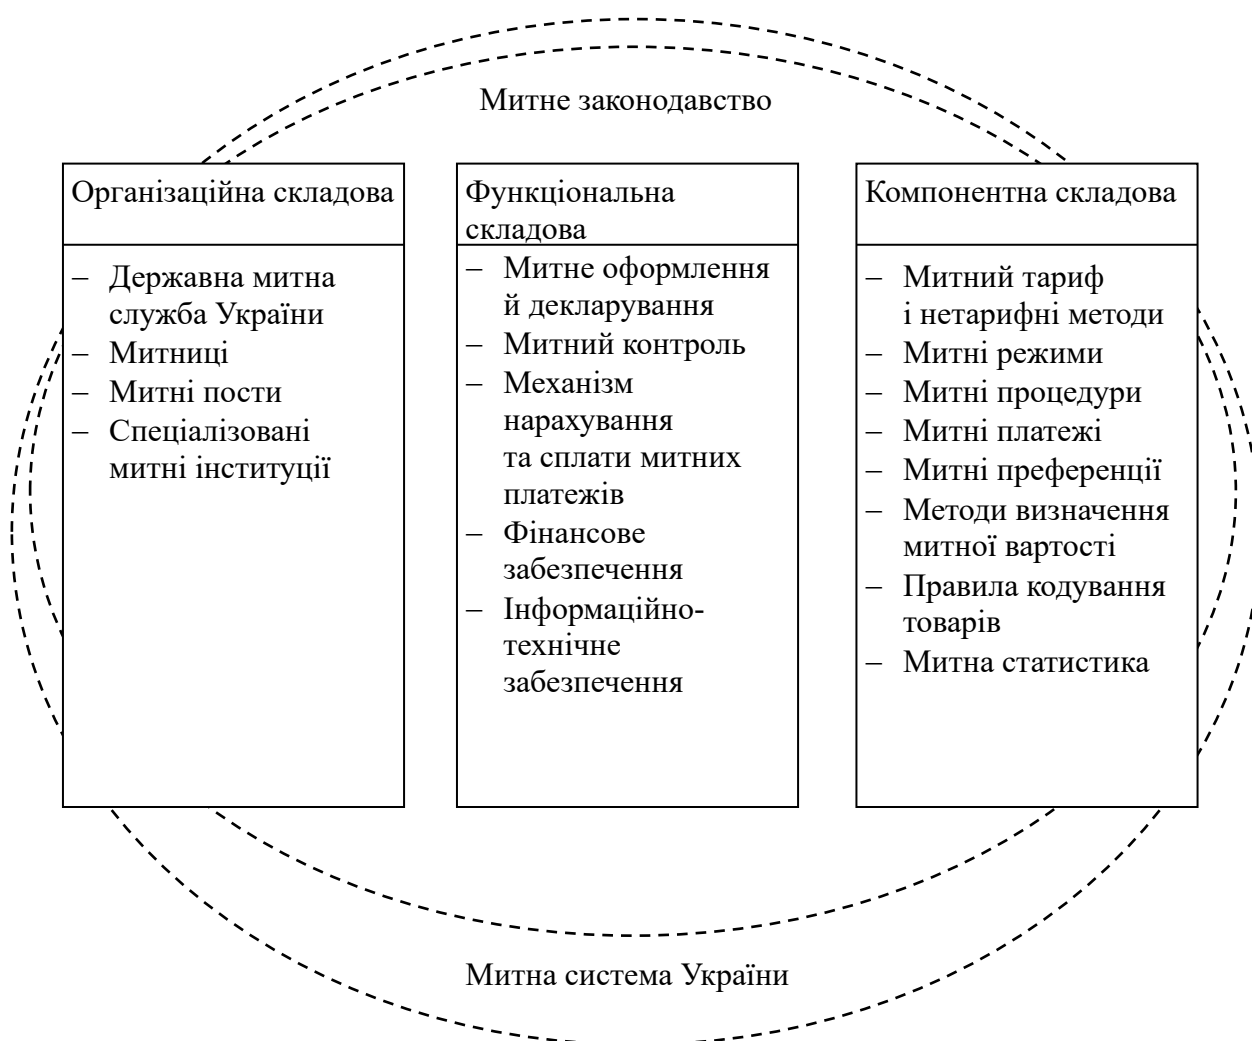 Митне законодавство
Організаційна складова
– Державна митна
служба України
– Митниці
– Митні пости
– Спеціалізовані
митні інституції
Функціональна
складова
– Митне оформлення
й декларування
– Митний контроль
– Механізм
нарахування
та сплати митних
платежів
– Фінансове
забезпечення
– Інформаційно-
технічне
забезпечення
Компонентна складова
– Митний тариф
і нетарифні методи
– Митні режими
– Митні процедури
– Митні платежі
– Митні преференції
– Методи визначення
митної вартості
– Правила кодування
товарів
– Митна статистика
Митна система України